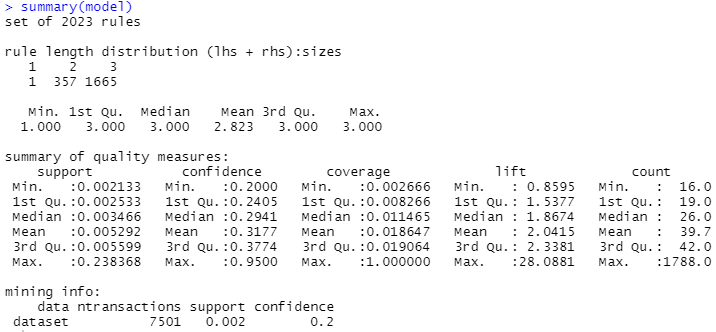 > summary(model)
set of 2023 rules
rule length distribution (lhs + rhs):sizes
1 2 3
1 357 1665
Min. 1st Qu. Median Mean 3rd Qu. Max.
1.000 3.000 3.000 2.823 3.000 3.000
summary of quality measures:
support confidence coverage lift count
Min. :0.002133 Min. :0.2000 Min. :0.002666 Min. : 0.8595 Min. : 16.0
1st Qu.:0.002533 1st Qu.:0.2405 1st Qu.:0.008266 1st Qu.: 1.5377 1st Qu.: 19.0
Median :0.003466 Median :0.2941 Median :0.011465 Median : 1.8674 Median : 26.0
Mean :0.005292 Mean :0.3177 Mean :0.018647 Mean : 2.0415 Mean : 39.7
3rd Qu.:0.005599 3rd Qu.:0.3774 3rd Qu.:0.019064 3rd Qu.: 2.3381 3rd Qu.: 42.0
Max. :0.238368 Max. :0.9500 Max. :1.000000 Max. :28.0881 Max. :1788.0
mining info:
data ntransactions support confidence
dataset 7501 0.002 0.2